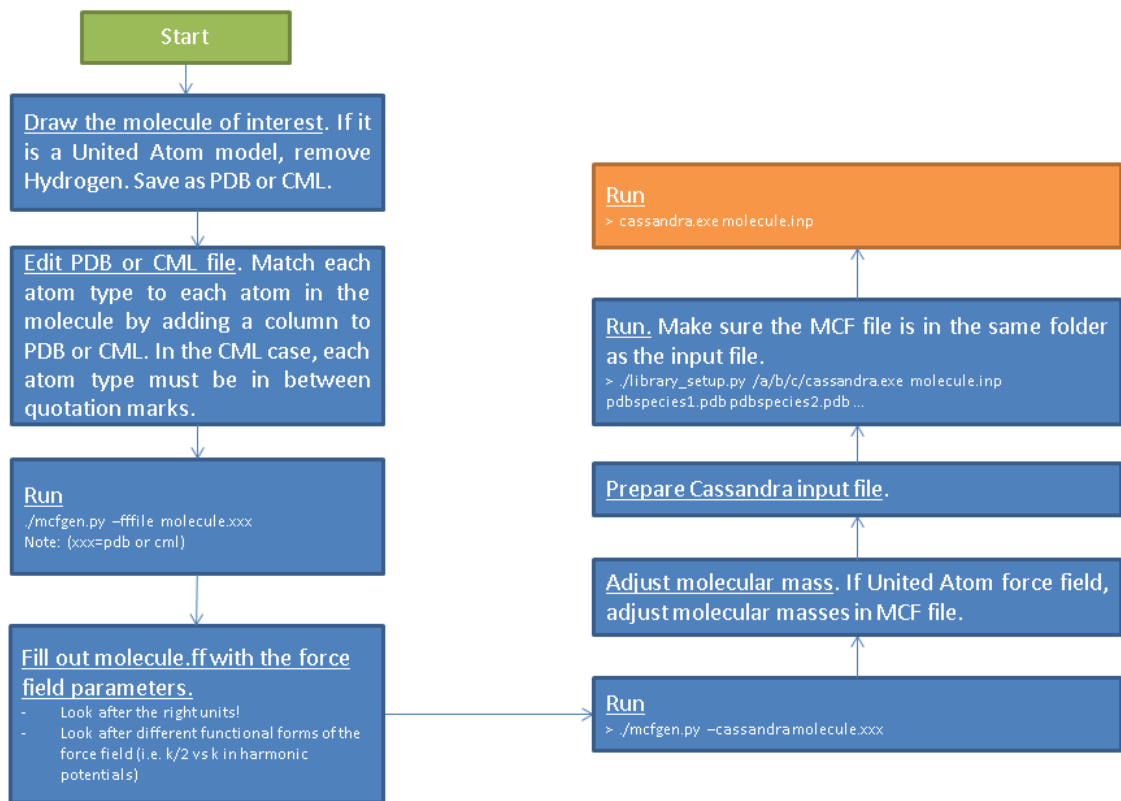 Start
Draw the molecule of interest. If it
is a United Atom model, remove
Hydrogen. Save as PDB or CML.
Edit PDB or CML file. Match each
atom type to each atom in the
molecule by adding a column to
PDB or CML. In the CML case, each
atom type must be in between
quotation marks.
Run
./mcfgen.py –fffile molecule.xxx
Note: (xxx=pdb or cml)
Fill out molecule.ff with the force
field parameters.
- Look after the right units!
- Look after different functional forms of the
force field (i.e. k/2 vs k in harmonic
potentials)
Run
> ./mcfgen.py –cassandramolecule.xxx
Adjust molecular mass. If United Atom force field,
adjust molecular masses in MCF file.
Prepare Cassandra input file.
Run. Make sure the MCF file is in the same folder
as the input file.
> ./library_setup.py /a/b/c/cassandra.exe molecule.inp
pdbspecies1.pdb pdbspecies2.pdb ...
Run
> cassandra.exe molecule.inp